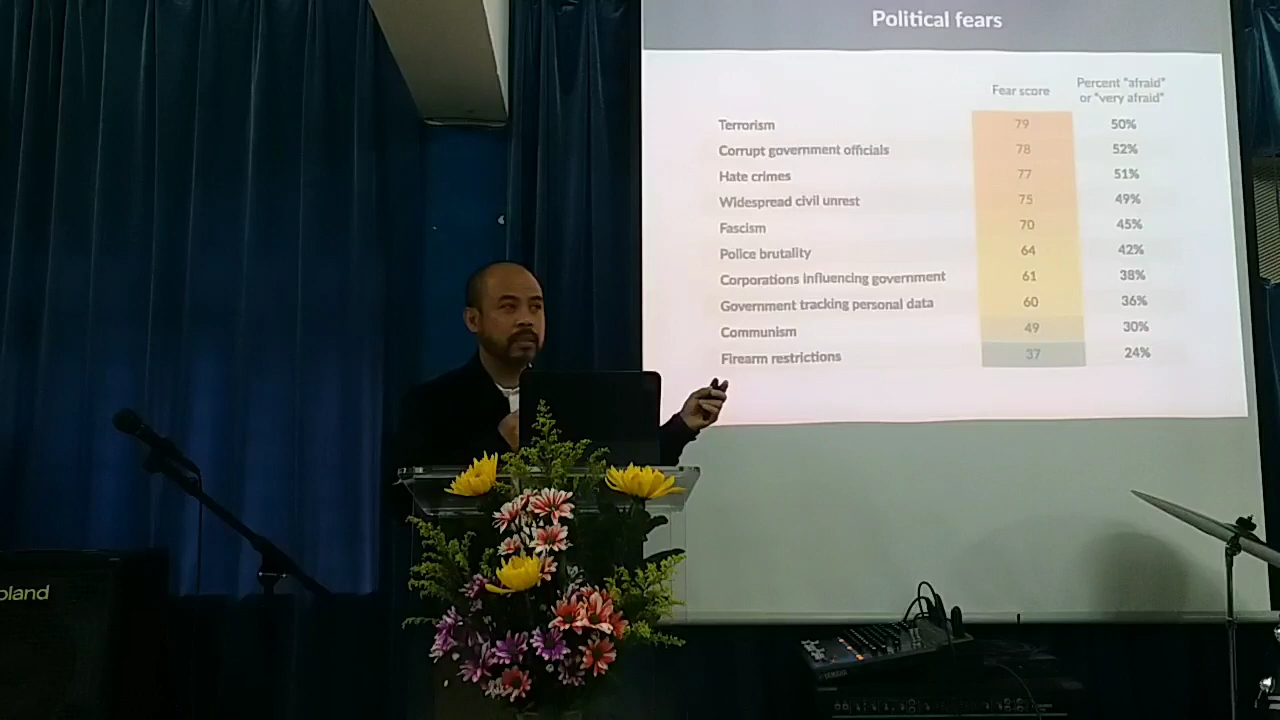 Political fears
Fear score
Percent "afraid"
or "very afraid"
Terrorism 79 50%
Corrupt government officials 78 52%
Hate crimes 77 51%
Widespread civil unrest 75 49%
Fascism 70 45%
Police brutality 64 42%
Corporations influencing government 61 38%
Government tracking personal data 60 36%
Communism 49 30%
Firearm restrictions 37 24%
oland
YAMAHA